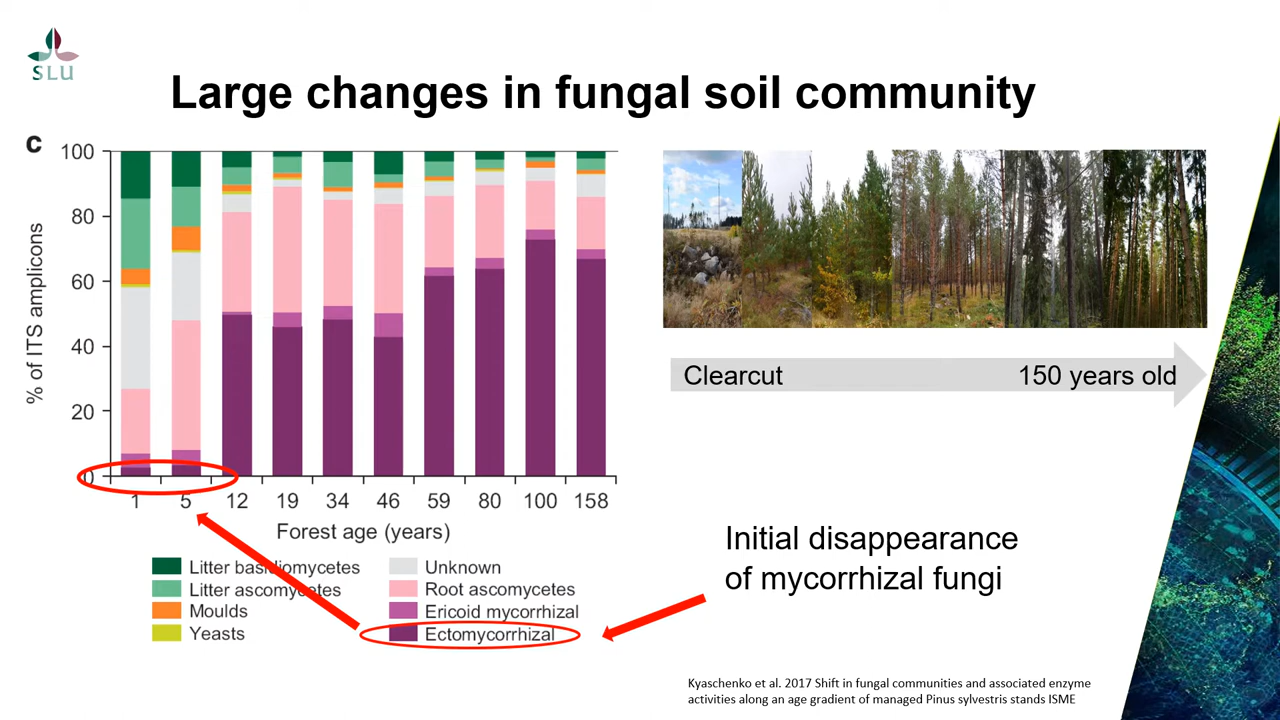 SLU
Large changes in fungal soil community
c
% of ITS amplicons
100
80
60
40
20
0
1 5 12 19 34 46 59 80 100 158
Forest age (years)
Litter basidiomycetes
Litter ascomycetes
Moulds
Yeasts
Unknown
Root ascomycetes
Ericoid mycorrhizal
Ectomycorrhizal
Clearcut 150 years old
Initial disappearance
of mycorrhizal fungi
Kyaschenko et al. 2017 Shift in fungal communities and associated enzyme
activities along an age gradient of managed Pinus sylvestris stands ISME